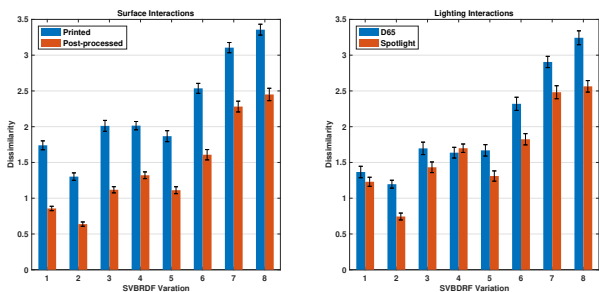 Surface Interactions
Printed
Post-processed
Dissimilarity
3.5
3
2.5
2
1.5
1
0.5
0
1 2 3 4 5 6 7 8
SVBRDF Varation
Lighting Interactions
D65
Spotlight
Dissimilarity
3.5
3
2.5
2
1.5
1
0.5
0
1 2 3 4 5 6 7 8
SVBDRF Variation